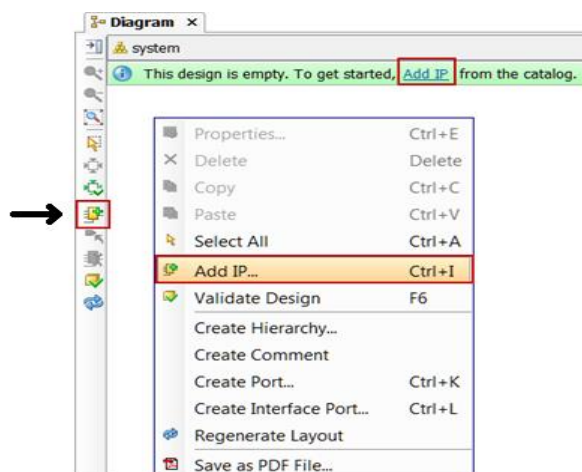 Diagram ×
system
This design is empty. To get started, Add IP from the catalog.
Properties... Ctrl+E
Delete Delete
Copy Ctrl+C
Paste Ctrl+V
Select All Ctrl+A
Add IP... Ctrl+I
Validate Design F6
Create Hierarchy...
Create Comment
Create Port... Ctrl+K
Create Interface Port... Ctrl+L
Regenerate Layout
Save as PDF File...